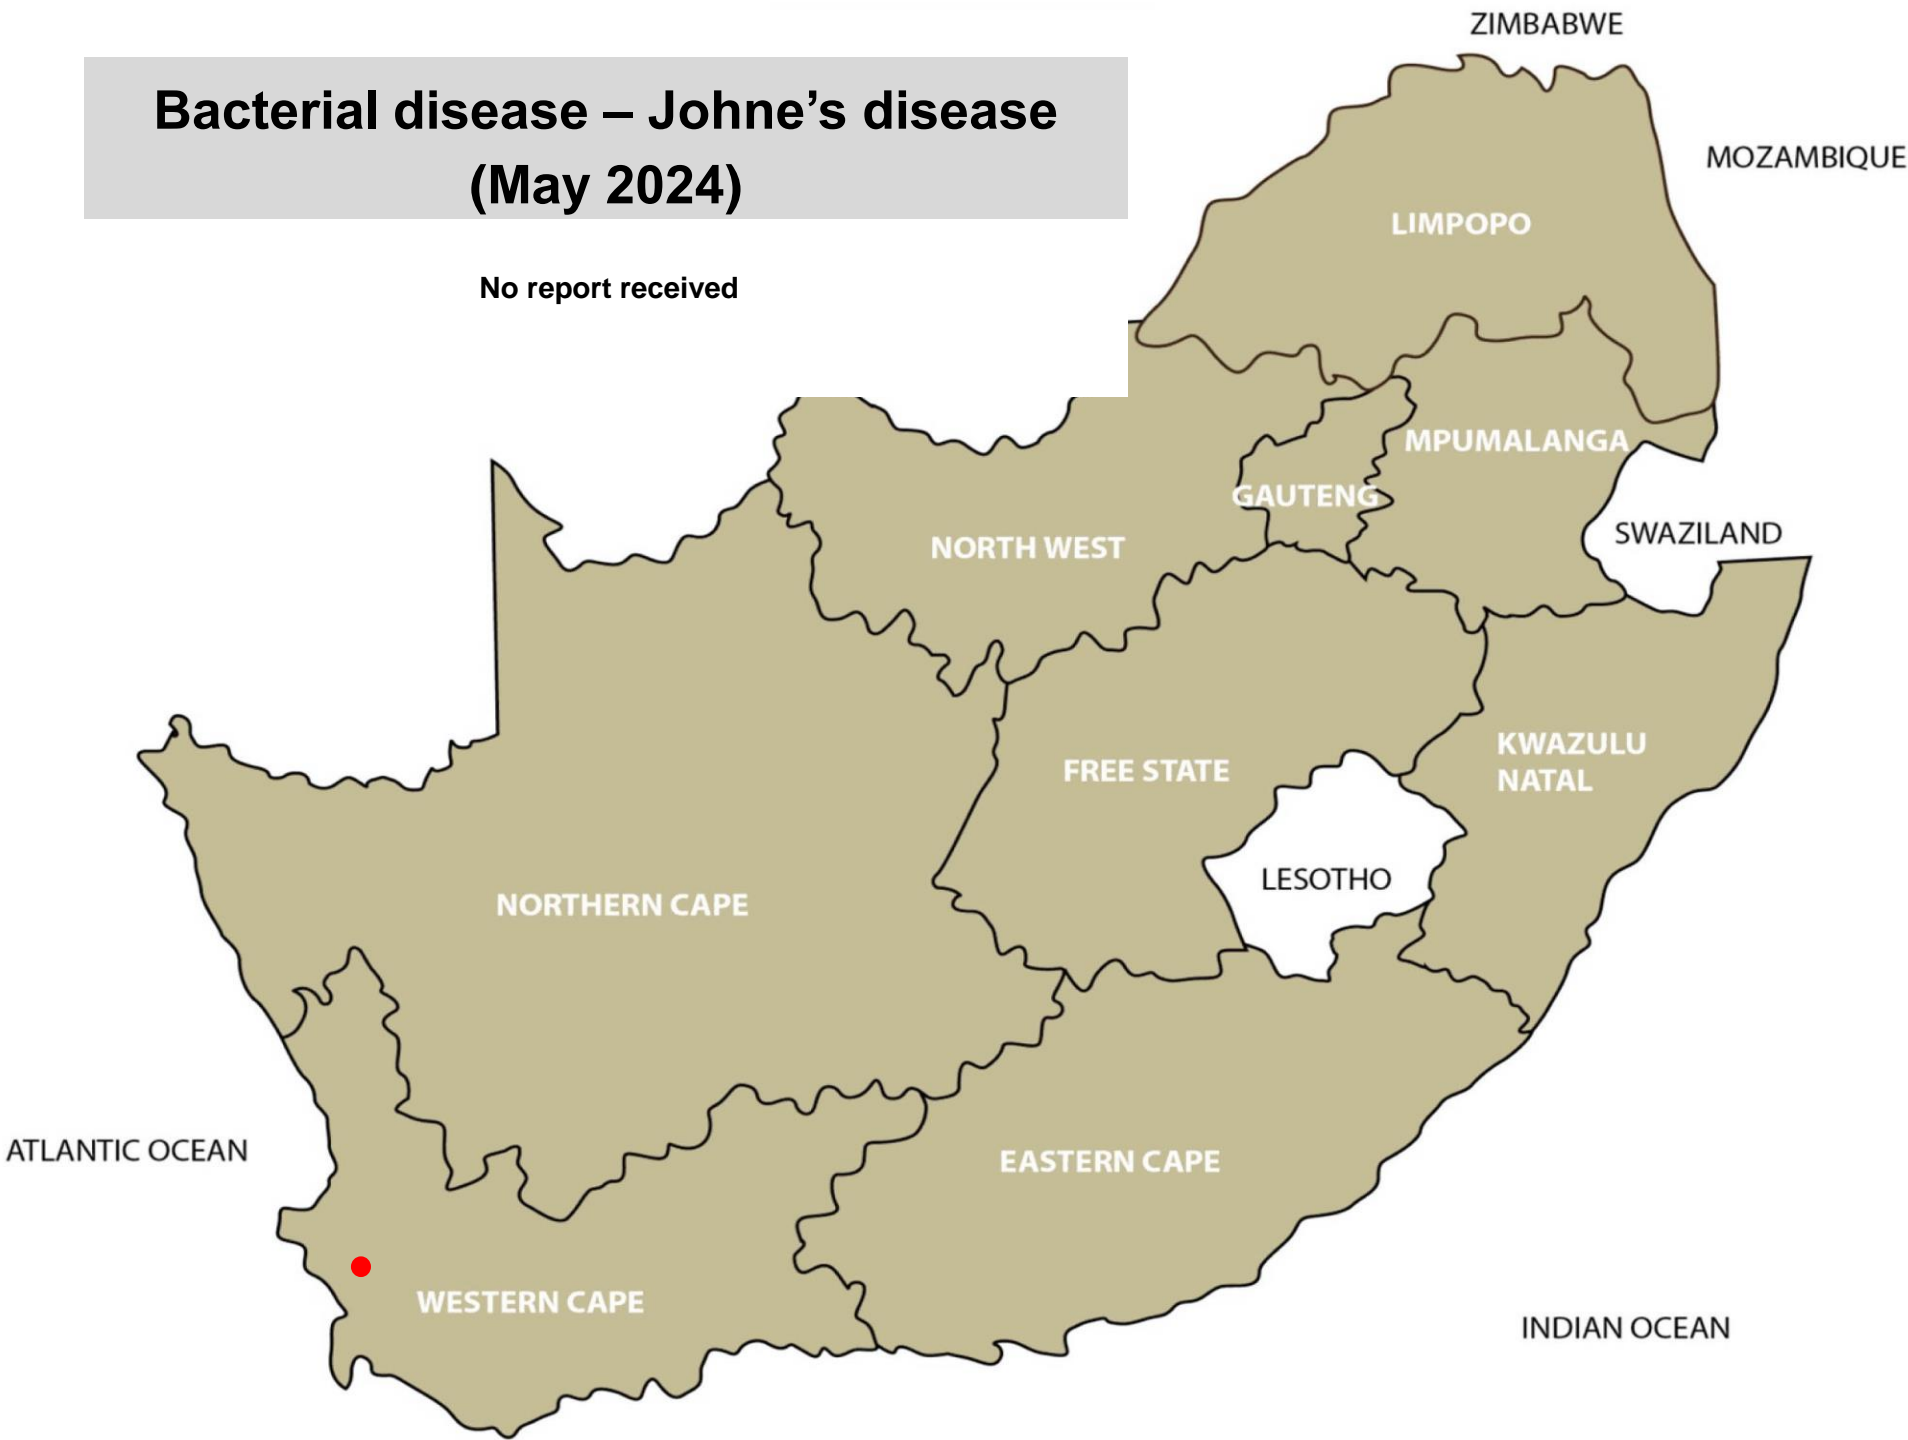 ZIMBABWE
Bacterial disease – Johne’s disease
(May 2024)
MOZAMBIQUE
LIMPOPO
No report received
MPUMALANGA
GAUTENG
NORTH WEST
SWAZILAND
KWAZULU
NATAL
FREE STATE
LESOTHO
NORTHERN CAPE
ATLANTIC OCEAN
EASTERN CAPE
WESTERN CAPE
INDIAN OCEAN